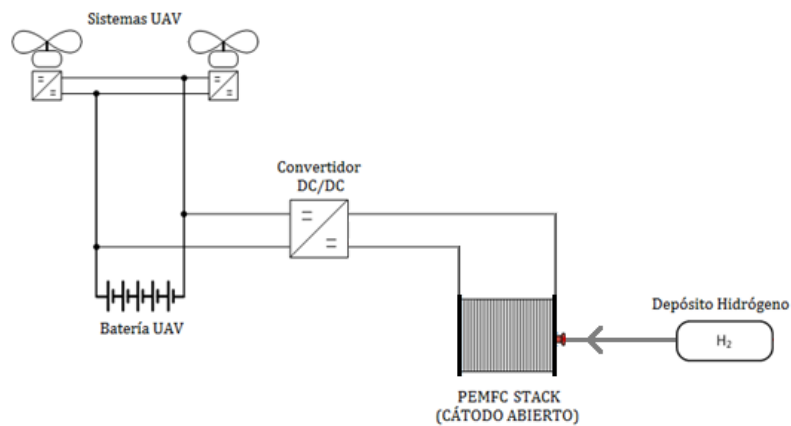 Sistemas UAV
Convertidor
DC/DC
Batería UAV
Depósito Hidrógeno
H₂
PEMFC STACK
(CÁTODO ABIERTO)